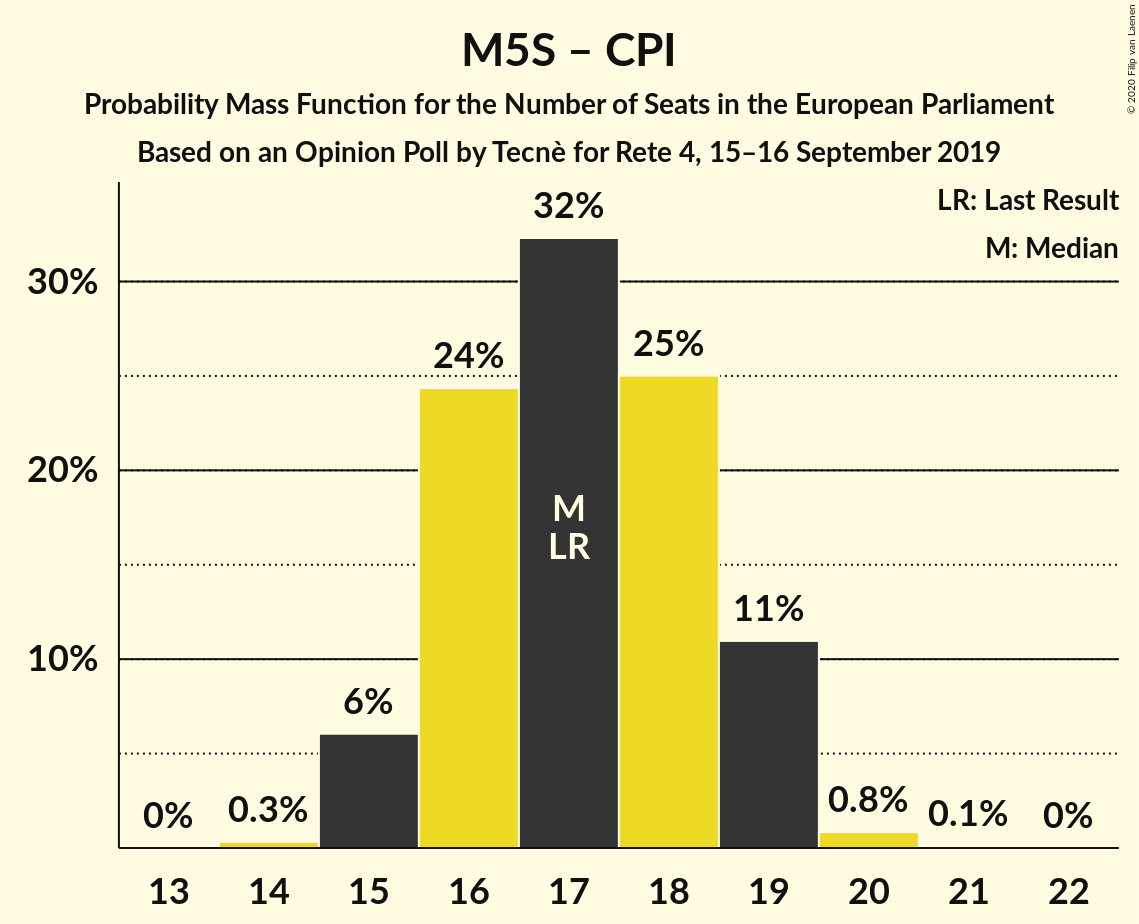 M5S – CPI
Probability Mass Function for the Number of Seats in the European Parliament
Based on an Opinion Poll by Tecnè for Rete 4, 15–16 September 2019
© 2020 Filip van Laenen
LR: Last Result
M: Median
30%
20%
10%
0%
0.3%
6%
24%
32%
25%
11%
0.8%
0.1%
0%
M
LR
13 14 15 16 17 18 19 20 21 22